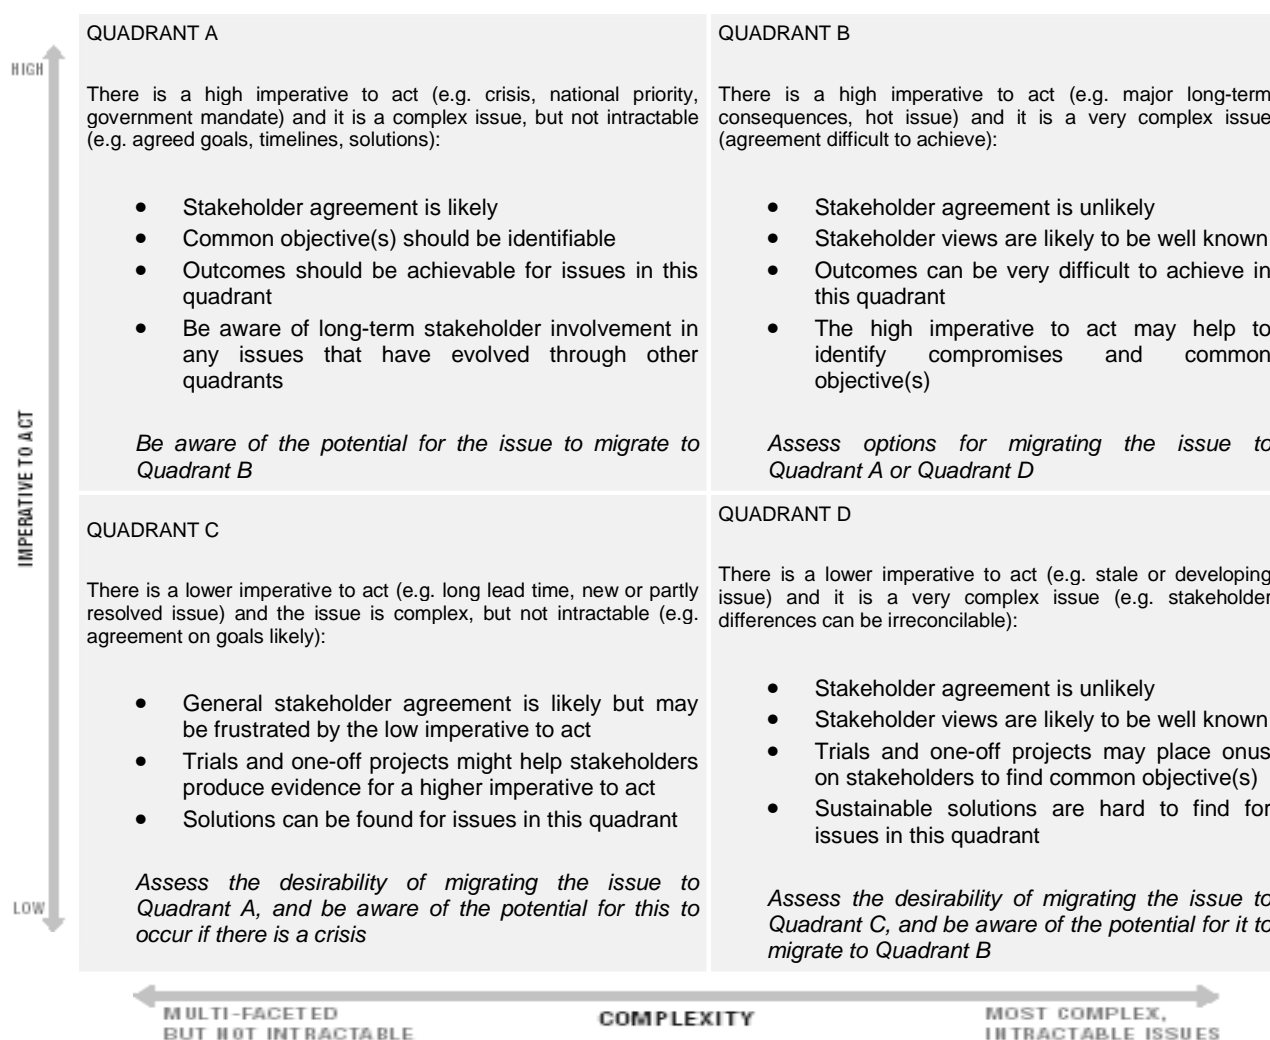 QUADRANT A
There is a high imperative to act (e.g. crisis, national priority,
government mandate) and it is a complex issue, but not intractable
(e.g. agreed goals, timelines, solutions):
• Stakeholder agreement is likely
• Common objective(s) should be identifiable
• Outcomes should be achievable for issues in this
quadrant
• Be aware of long-term stakeholder involvement in
any issues that have evolved through other
quadrants
Be aware of the potential for the issue to migrate to
Quadrant B
QUADRANT B
There is a high imperative to act (e.g. major long-term
consequences, hot issue) and it is a very complex issue
(agreement difficult to achieve):
• Stakeholder agreement is unlikely
• Stakeholder views are likely to be well known
• Outcomes can be very difficult to achieve in
this quadrant
• The high imperative to act may help to
identify compromises and common
objective(s)
Assess options for migrating the issue to
Quadrant A or Quadrant D
QUADRANT C
There is a lower imperative to act (e.g. long lead time, new or partly
resolved issue) and the issue is complex, but not intractable (e.g.
agreement on goals likely):
• General stakeholder agreement is likely but may
be frustrated by the low imperative to act
• Trials and one-off projects might help stakeholders
produce evidence for a higher imperative to act
• Solutions can be found for issues in this quadrant
Assess the desirability of migrating the issue to
Quadrant A, and be aware of the potential for this to
occur if there is a crisis
QUADRANT D
There is a lower imperative to act (e.g. stale or developing
issue) and it is a very complex issue (e.g. stakeholder
differences can be irreconcilable):
• Stakeholder agreement is unlikely
• Stakeholder views are likely to be well known
• Trials and one-off projects may place onus
on stakeholders to find common objective(s)
• Sustainable solutions are hard to find for
issues in this quadrant
Assess the desirability of migrating the issue to
Quadrant C, and be aware of the potential for it to
migrate to Quadrant B
HIGH
IMPERATIVE TO ACT
LOW
MULTI-FACETED
BUT NOT INTRACTABLE
COMPLEXITY
MOST COMPLEX,
INTRACTABLE ISSUES